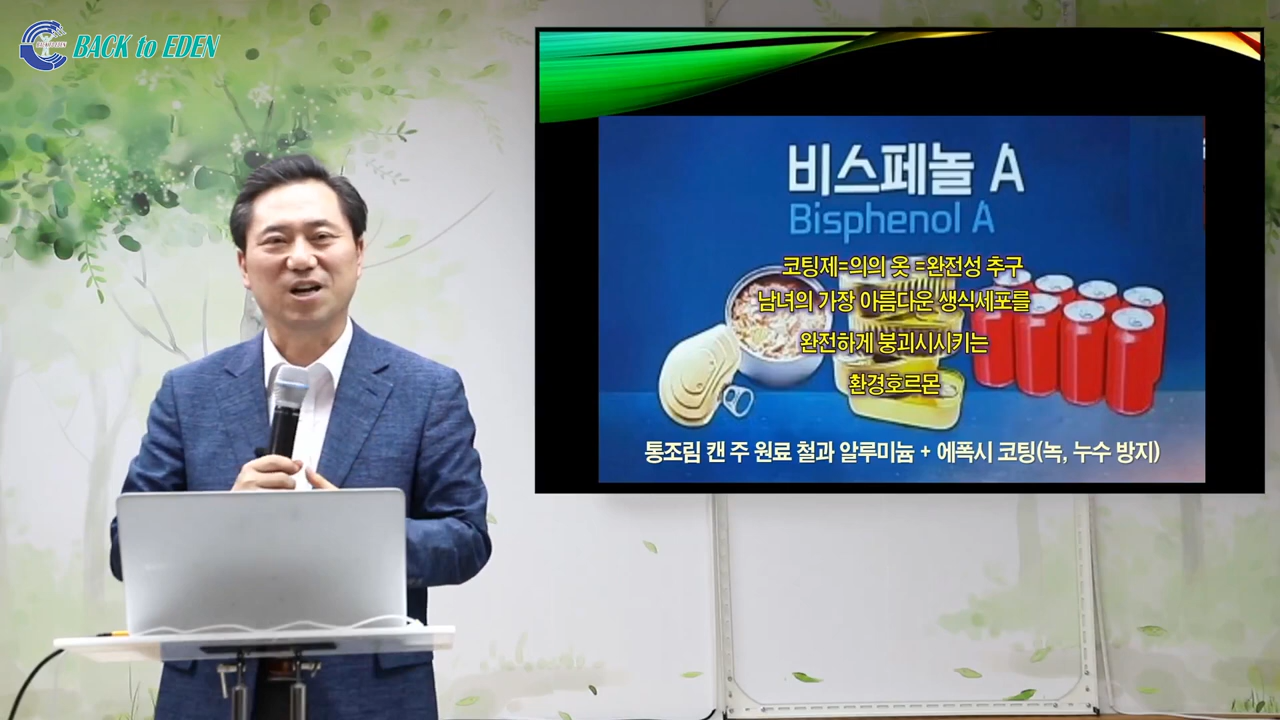 BACK to EDEN
비스페놀 A
Bisphenol A
코팅제=의의 옷 =완전성 추구
남녀의 가장 아름다운 생식세포를
완전하게 붕괴시시키는
환경호르몬
통조림 캔 주 원료 철과 알루미늄 + 에폭시 코팅(녹, 누수 방지)